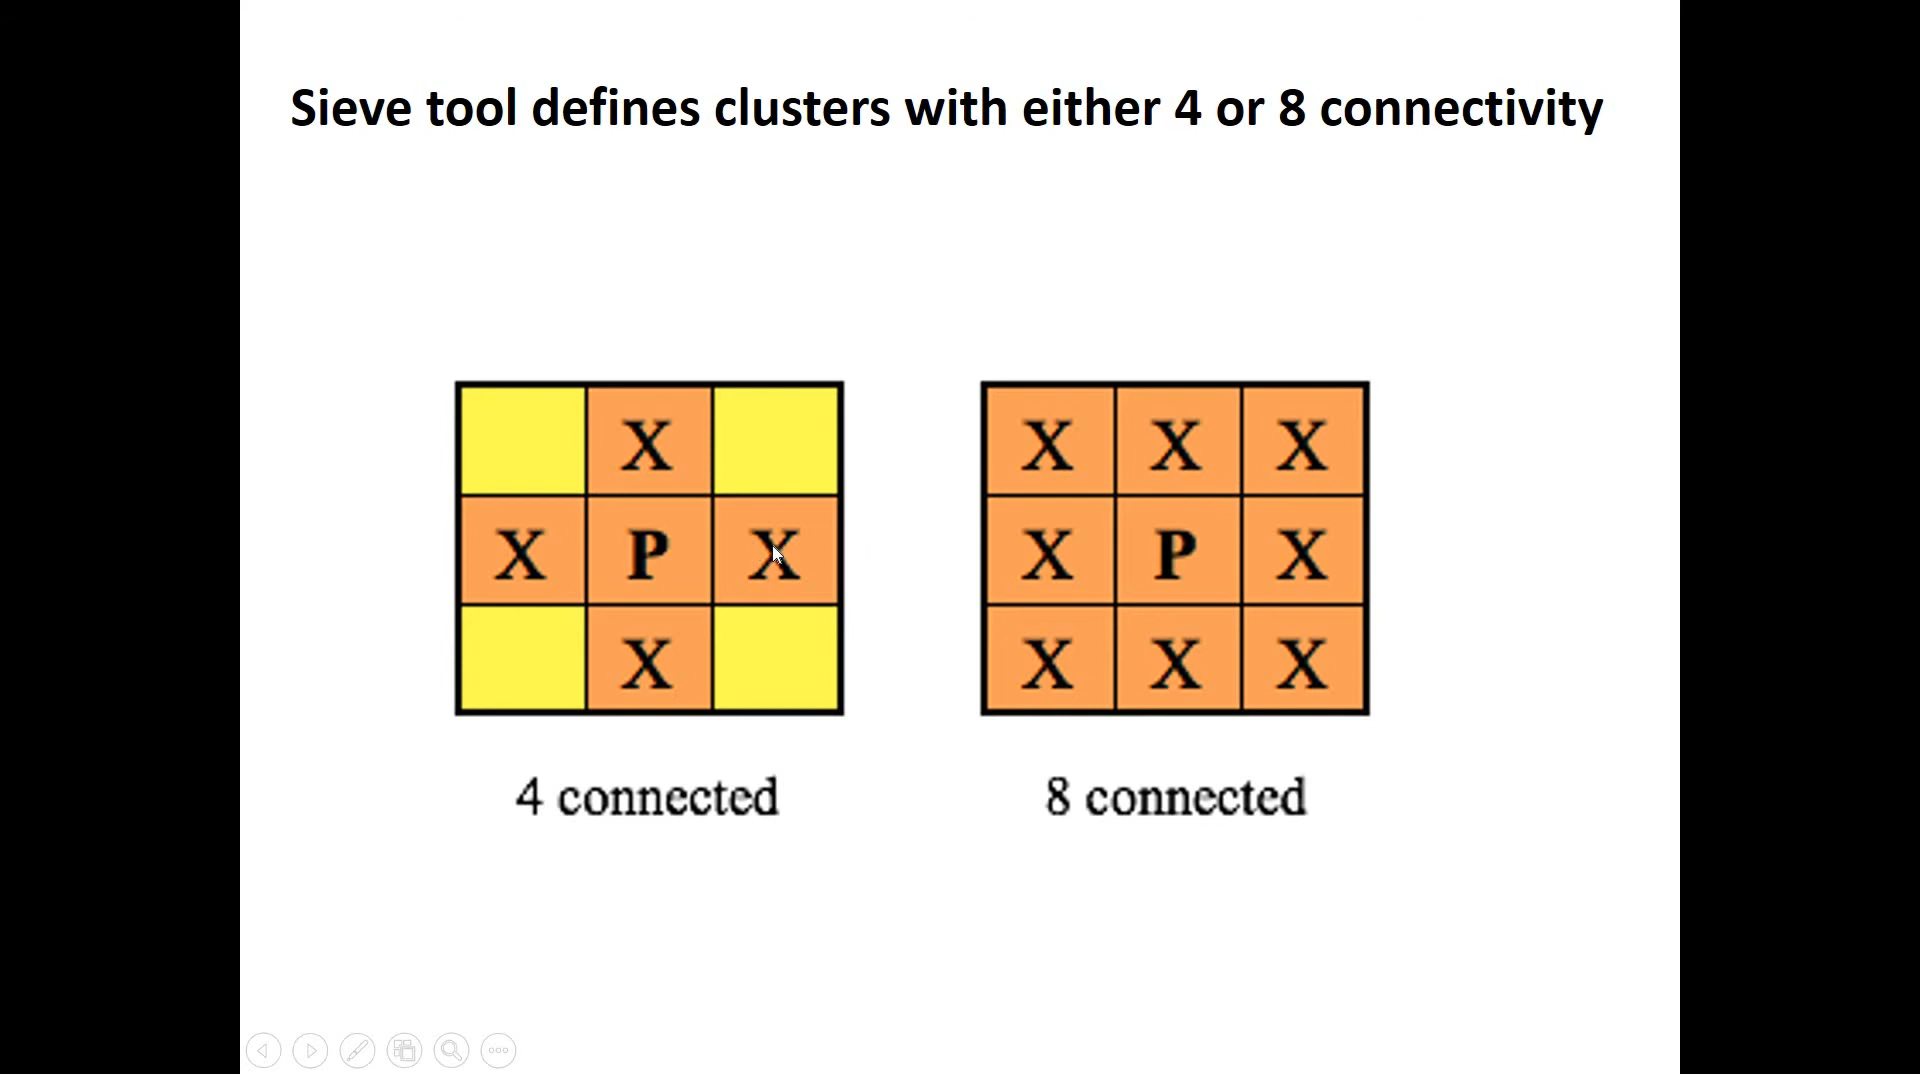 Sieve tool defines clusters with either 4 or 8 connectivity
X
X P X
X
4 connected
X X X
X P X
X X X
8 connected